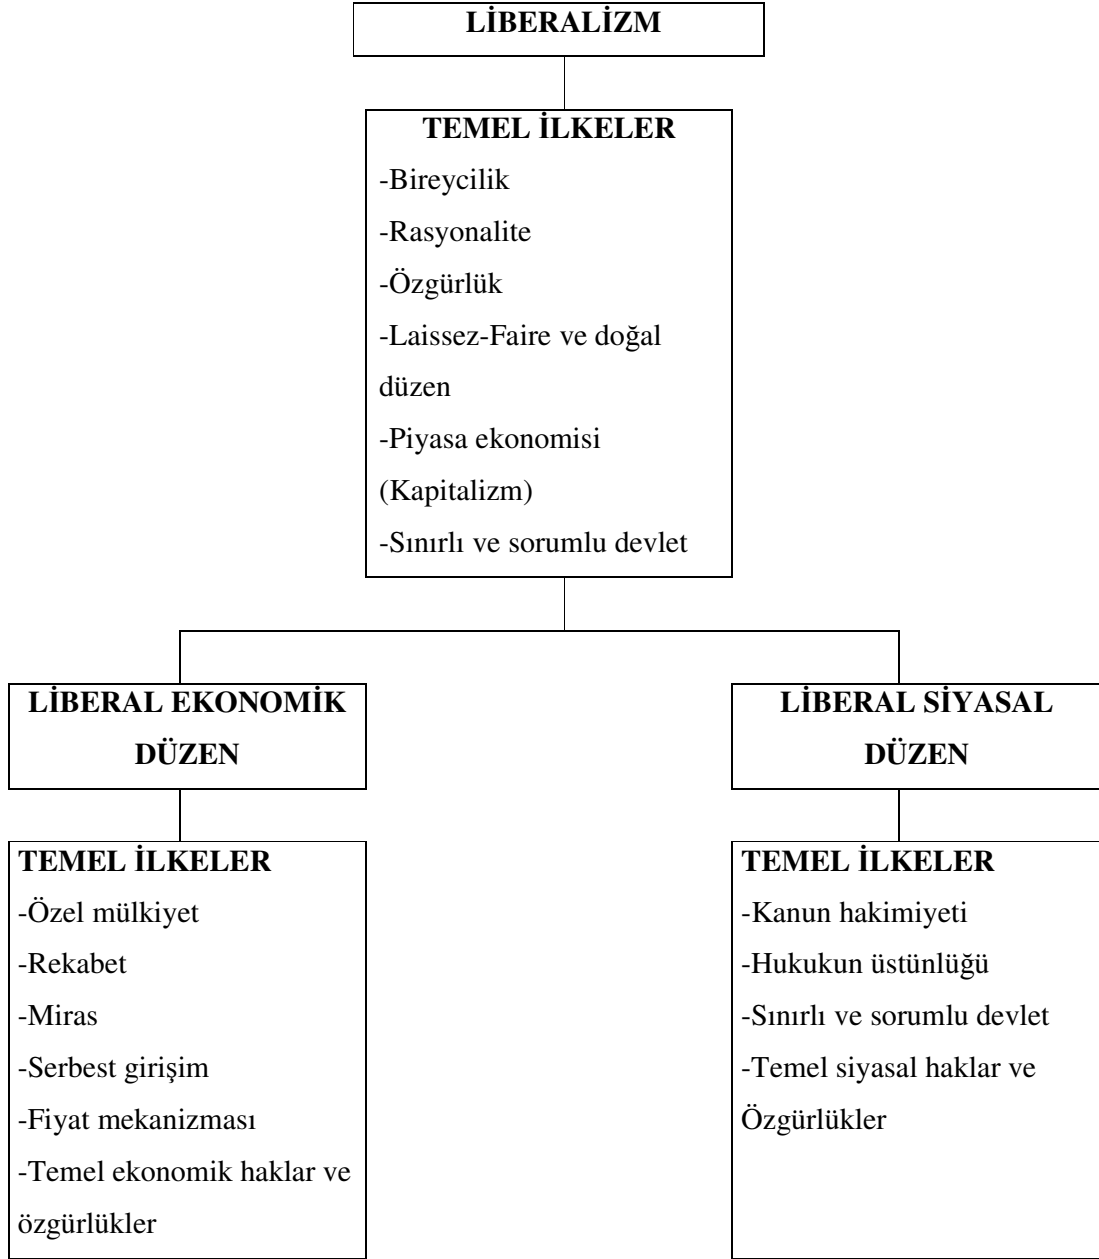 LİBERALİZM
TEMEL İLKELER
-Bireycilik
-Rasyonalite
-Özgürlük
-Laissez-Faire ve doğal
düzen
-Piyasa ekonomisi
(Kapitalizm)
-Sınırlı ve sorumlu devlet
LİBERAL EKONOMİK
DÜZEN
TEMEL İLKELER
-Özel mülkiyet
-Rekabet
-Miras
-Serbest girişim
-Fiyat mekanizması
-Temel ekonomik haklar ve
özgürlükler
LİBERAL SİYASAL
DÜZEN
TEMEL İLKELER
-Kanun hakimiyeti
-Hukukun üstünlüğü
-Sınırlı ve sorumlu devlet
-Temel siyasal haklar ve
Özgürlükler